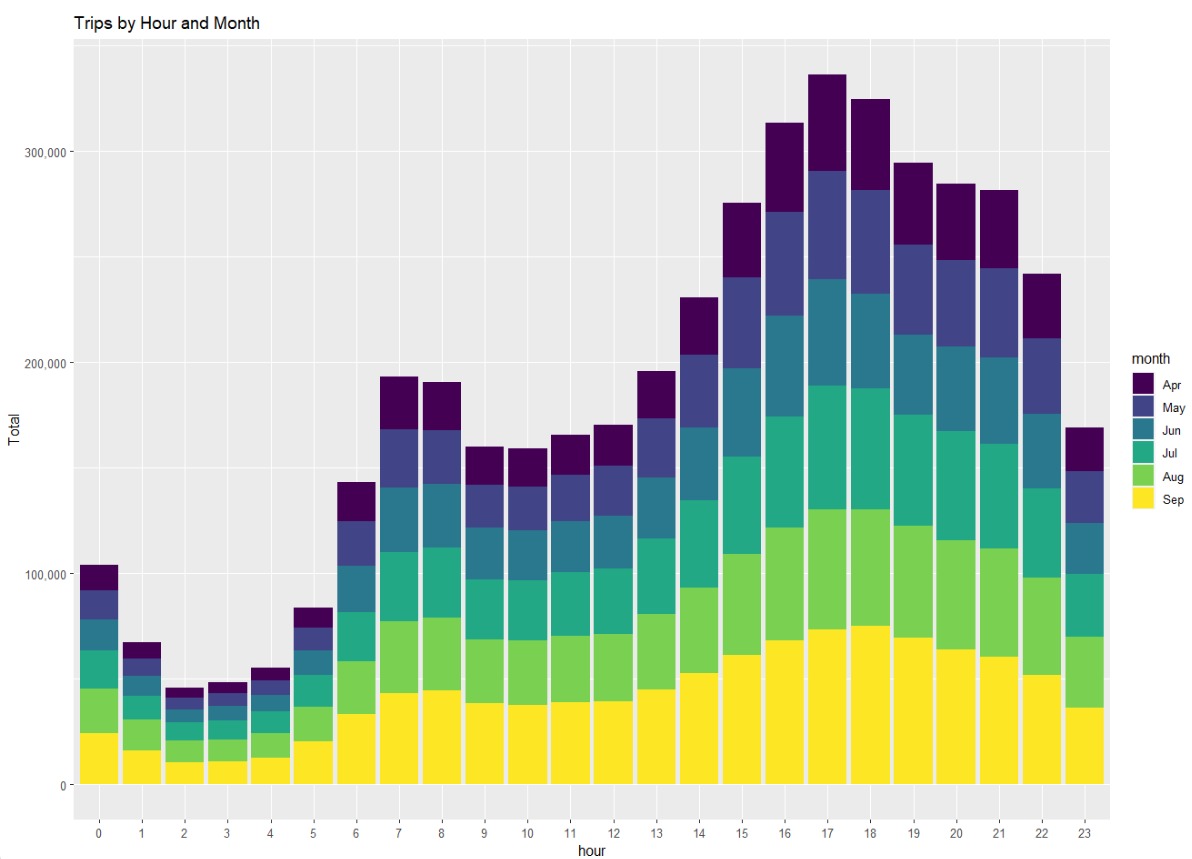 Trips by Hour and Month
Total
300,000
200,000
100,000
0
0 1 2 3 4 5 6 7 8 9 10 11 12 13 14 15 16 17 18 19 20 21 22 23
hour
month
Apr
May
Jun
Jul
Aug
Sep